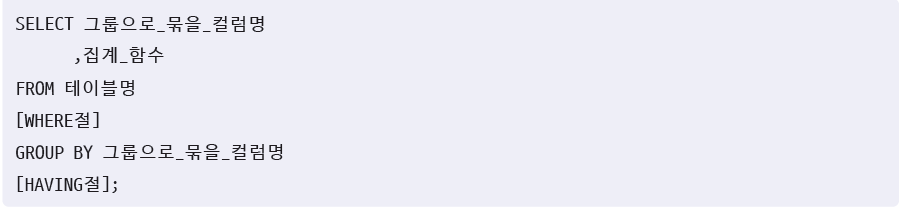 SELECT 그룹으로_묶을_컬럼명
,집계_함수
FROM 테이블명
[WHERE절]
GROUP BY 그룹으로_묶을_컬럼명
[HAVING절];